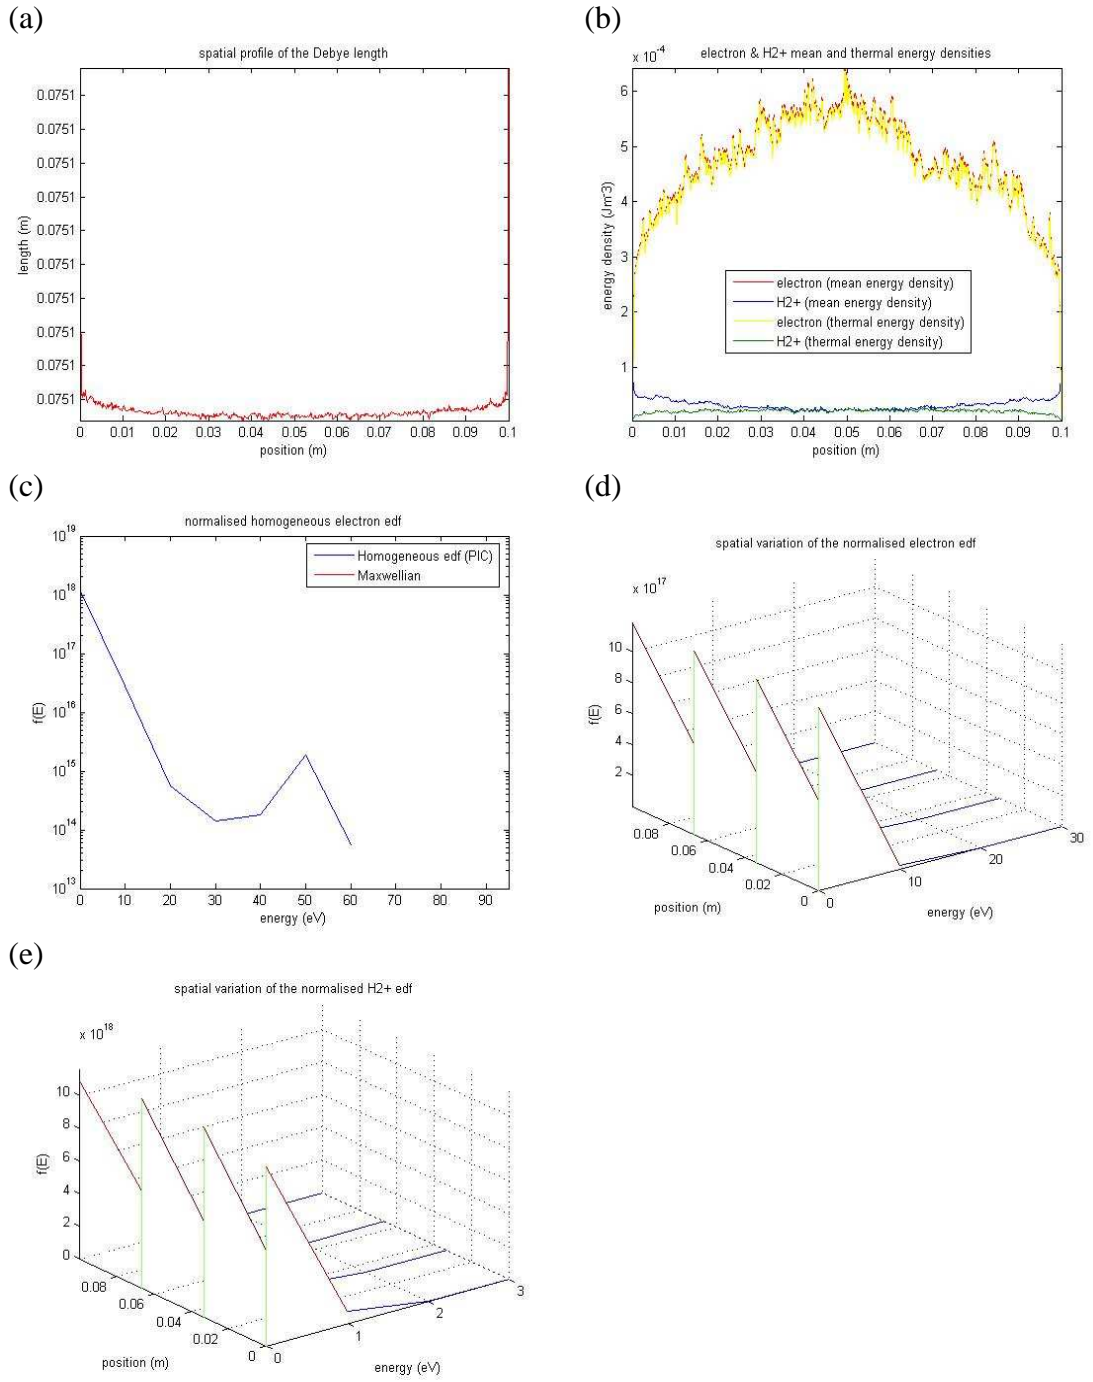 (a)
spatial profile of the Debye length
0.0751
0.0751
0.0751
0.0751
0.0751
0.0751
0.0751
0.0751
0.0751
0.0751
length (m)
0 0.01 0.02 0.03 0.04 0.05 0.06 0.07 0.08 0.09 0.1
position (m)
(b)
electron & H2+ mean and thermal energy densities
x 10-4
6
5
4
3
2
1
energy density (Jm-3)
electron (mean energy density)
H2+ (mean energy density)
electron (thermal energy density)
H2+ (thermal energy density)
0 0.01 0.02 0.03 0.04 0.05 0.06 0.07 0.08 0.09 0.1
position (m)
(c)
normalised homogeneous electron edf
10^19
10^18
10^17
10^16
10^15
10^14
10^13
f(E)
Homogeneous edf (PIC)
Maxwellian
0 10 20 30 40 50 60 70 80 90
energy (eV)
(d)
spatial variation of the normalised electron edf
x 10^17
10
8
6
4
2
f(E)
0.08
0.06
0.04
0.02
0
position (m)
0
10
20
30
energy (eV)
(e)
spatial variation of the normalised H2+ edf
x 10^18
10
8
6
4
2
0
f(E)
0.08
0.06
0.04
0.02
0
position (m)
0
1
2
3
energy (eV)